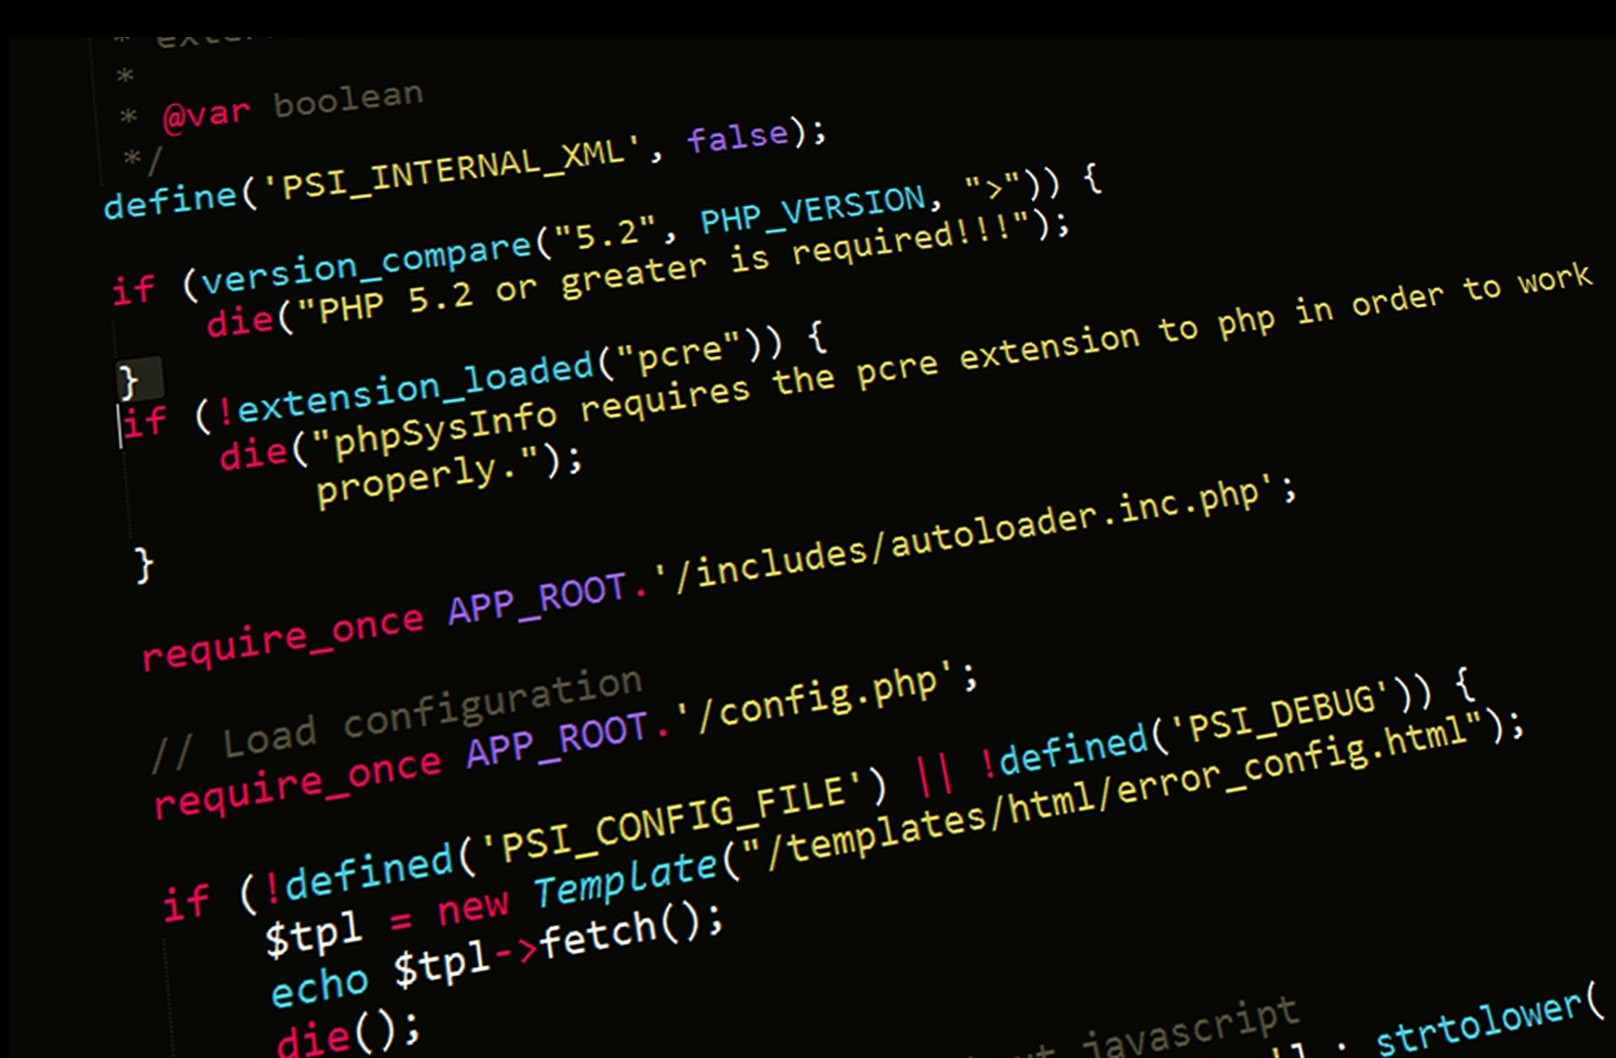 *
*
* @var boolean
*/
define('PSI_INTERNAL_XML', false);
if (version_compare("5.2", PHP_VERSION, ">")) {
die("PHP 5.2 or greater is required!!!");
}
if (!extension_loaded("pcre")) {
die("phpSysInfo requires the pcre extension to php in order to work
properly.");
}
require_once APP_ROOT.'/includes/autoloader.inc.php';
// Load configuration
require_once APP_ROOT.'/config.php';
if (!defined('PSI_CONFIG_FILE') || !defined('PSI_DEBUG')) {
$tpl = new Template("/templates/html/error_config.html");
echo $tpl->fetch();
die();
javascript
strtolower(